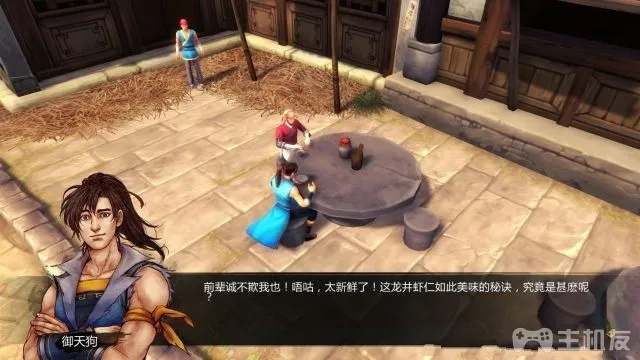 前辈诚不欺我也！唔咕，太新鲜了！这龙井虾仁如此美味的秘诀，究竟是甚麽呢
？
御天狗
主机友